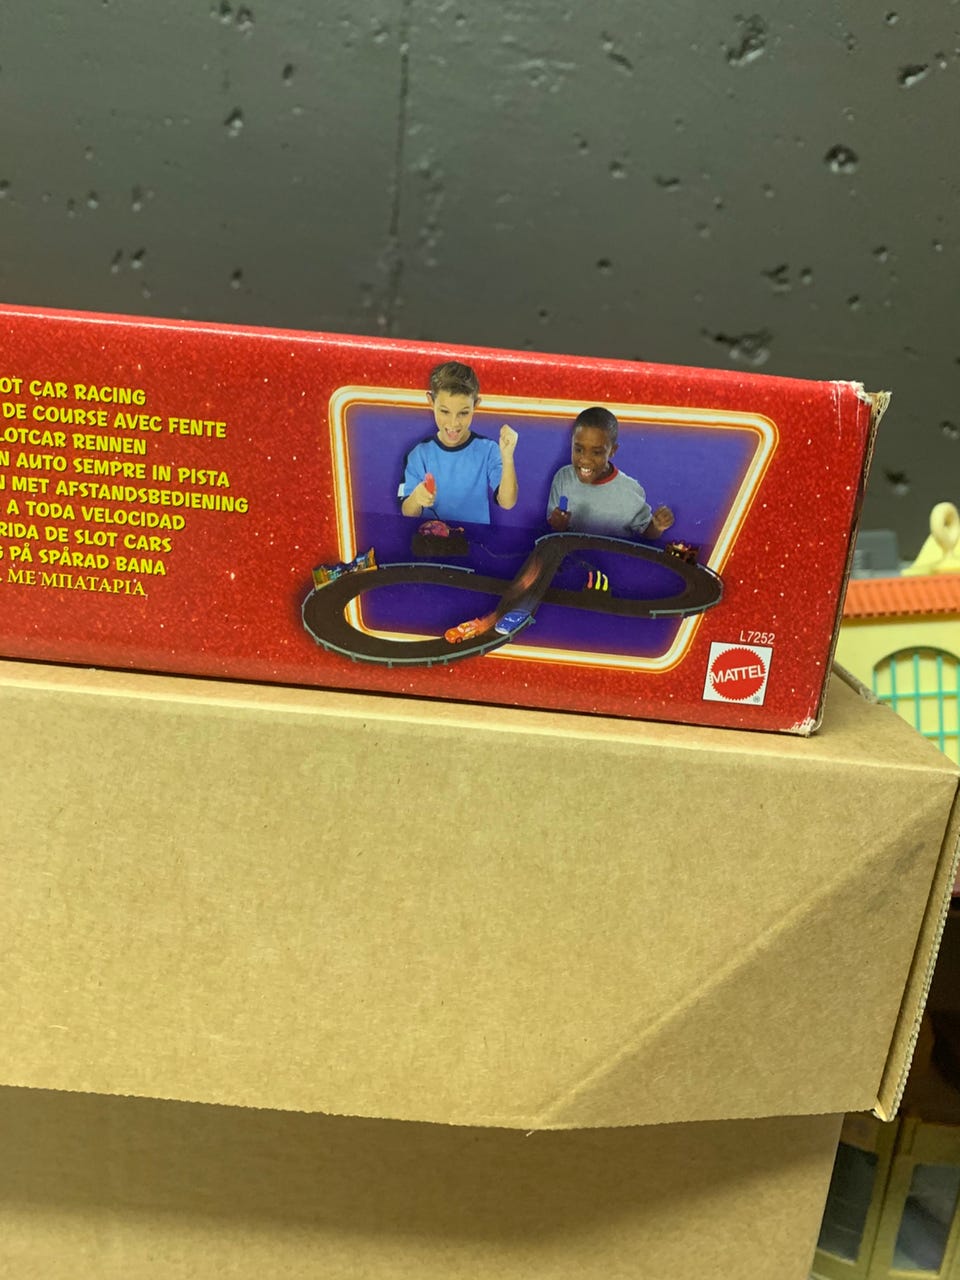 OT CAR RACING
DE COURSE AVEC FENTE
LOTCAR RENNEN
N AUTO SEMPRE IN PISTA
N MET AFSTANDSBEDIENING
A TODA VELOCIDAD
RIDA DE SLOT CARS
G PÅ SPÅRAD BANA
ΜΕ ΜΠΑΤΑΡΙΑ
L7252
MATTEL
®